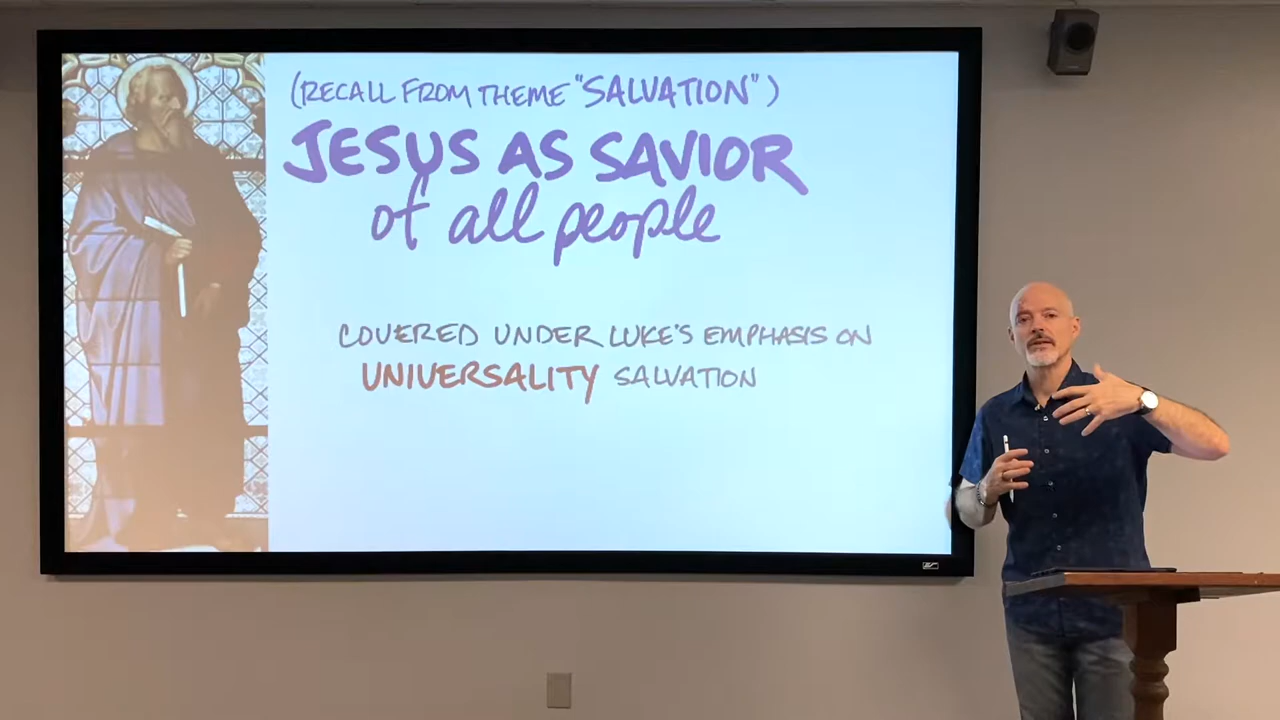 (RECALL FROM THEME "SALVATION")
JESUS AS SAVIOR
of all people
COVERED UNDER LUKE'S EMPHASIS ON
UNIVERSALITY SALVATION